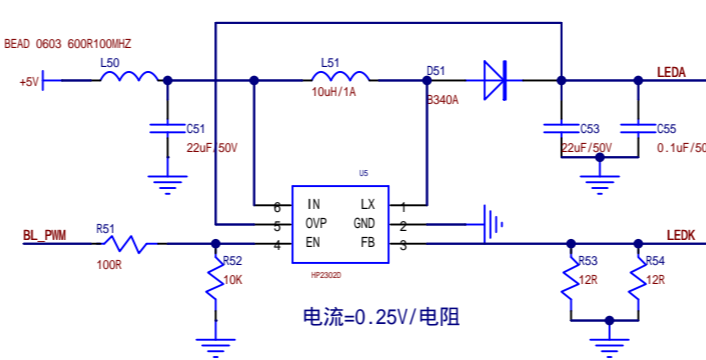 BEAD 0603 600R100MHZ
L50
L51
D51
+5V
LEDA
10uH/1A
B340A
C51
C53
C55
22uF/50V
22uF/50V
0.1uF/50
U5
IN
LX
6
1
OVP
GND
5
2
EN
FB
4
3
BL_PWM
R51
LEDK
100R
R52
R53
R54
10K
12R
12R
HP2302D
电流=0.25V/电阻